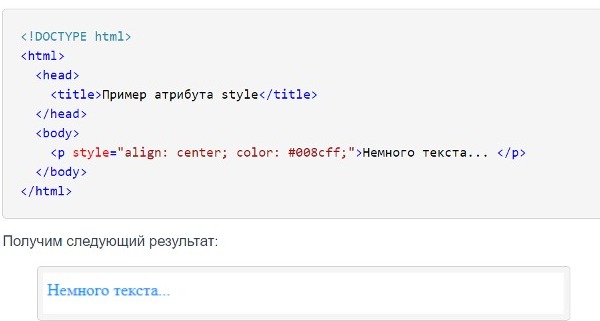 <!DOCTYPE html>
<html>
<head>
<title>Пример атрибута style</title>
</head>
<body>
<p style="align: center; color: #008cff;">Немного текста... </p>
</body>
</html>
Получим следующий результат:
Немного текста...